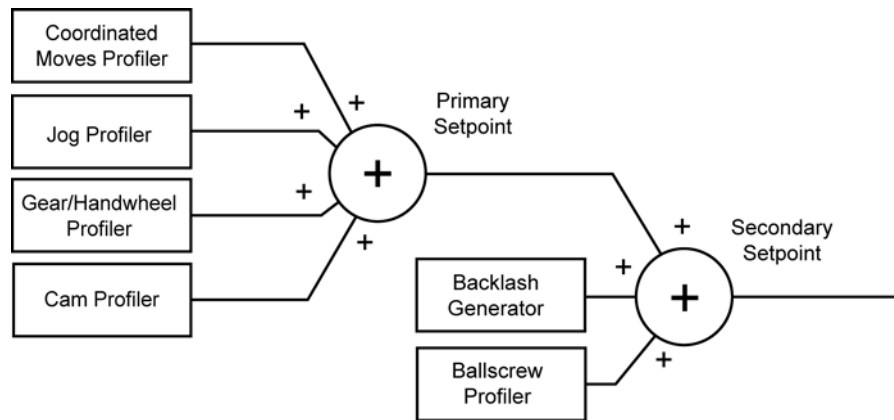 Coordinated
Moves Profiler
Jog Profiler
Gear/Handwheel
Profiler
Cam Profiler
+
+
+
+
+
Primary
Setpoint
Backlash
Generator
Ballscrew
Profiler
+
+
+
+
Secondary
Setpoint